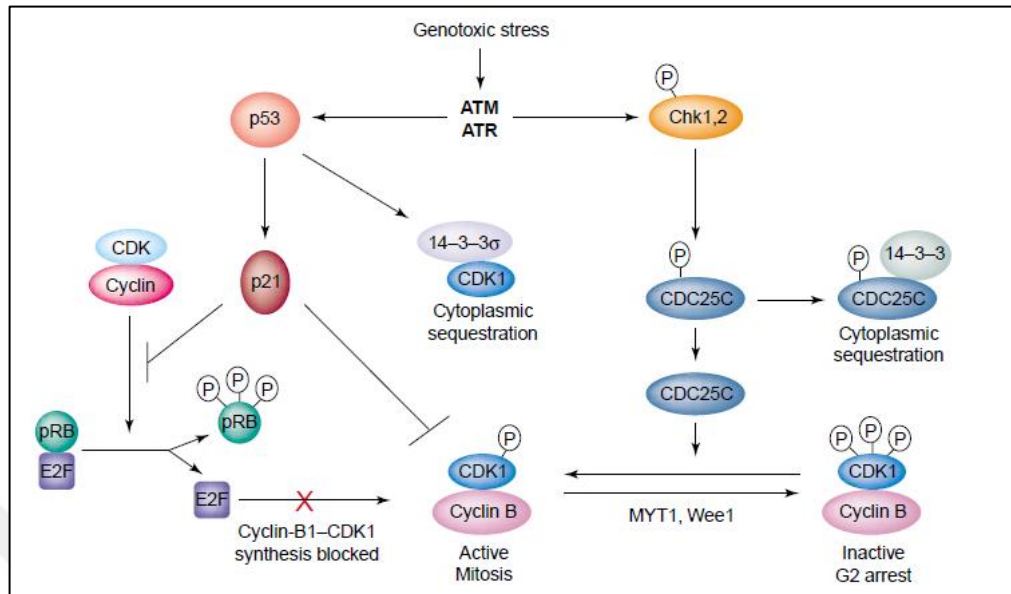 Genotoxic stress
ATM
ATR
p53
P
Chk1,2
CDK
Cyclin
p21
14–3–3σ
CDK1
Cytoplasmic
sequestration
P
CDC25C
P
14–3–3
CDC25C
Cytoplasmic
sequestration
CDC25C
pRB
E2F
P P P
pRB
E2F
X
Cyclin-B1–CDK1
synthesis blocked
P
CDK1
Cyclin B
Active
Mitosis
MYT1, Wee1
P P P
CDK1
Cyclin B
Inactive
G2 arrest